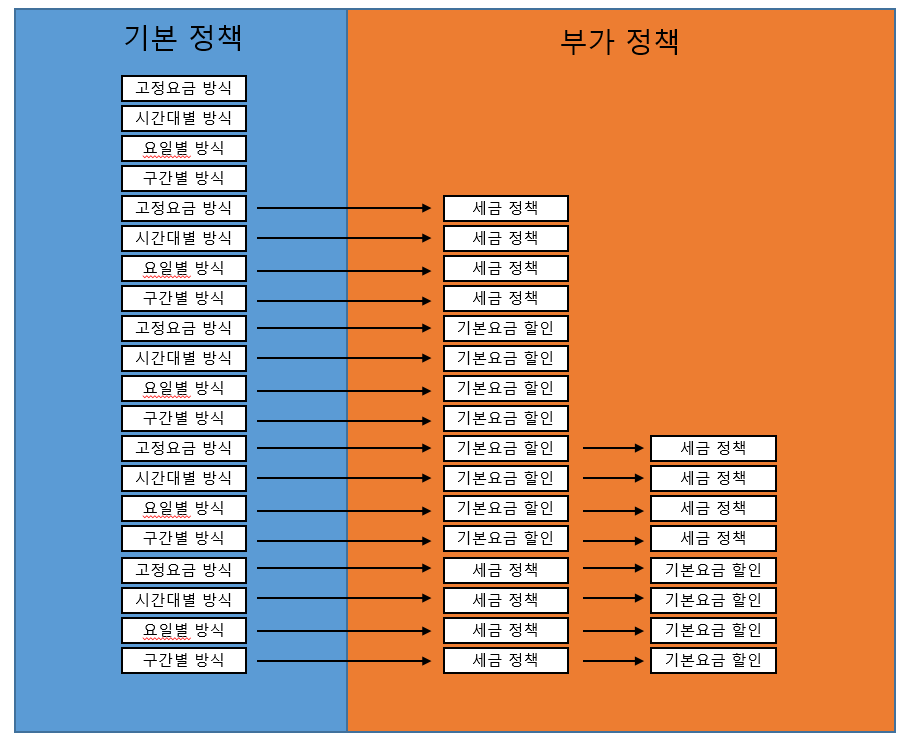 기본 정책
부가 정책
고정요금 방식
시간대별 방식
요일별 방식
구간별 방식
고정요금 방식 세금 정책
시간대별 방식 세금 정책
요일별 방식 세금 정책
구간별 방식 세금 정책
고정요금 방식 기본요금 할인
시간대별 방식 기본요금 할인
요일별 방식 기본요금 할인
구간별 방식 기본요금 할인
고정요금 방식 기본요금 할인 세금 정책
시간대별 방식 기본요금 할인 세금 정책
요일별 방식 기본요금 할인 세금 정책
구간별 방식 기본요금 할인 세금 정책
고정요금 방식 세금 정책 기본요금 할인
시간대별 방식 세금 정책 기본요금 할인
요일별 방식 세금 정책 기본요금 할인
구간별 방식 세금 정책 기본요금 할인